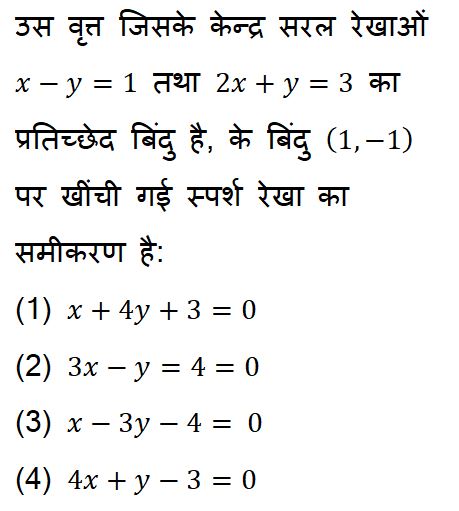 उस वृत्त जिसके केन्द्र सरल रेखाओं
x − y = 1 तथा 2x + y = 3 का
प्रतिच्छेद बिंदु है, के बिंदु (1, −1)
पर खींची गई स्पर्श रेखा का
समीकरण है:
(1) x + 4y + 3 = 0
(2) 3x − y = 4 = 0
(3) x − 3y − 4 = 0
(4) 4x + y − 3 = 0